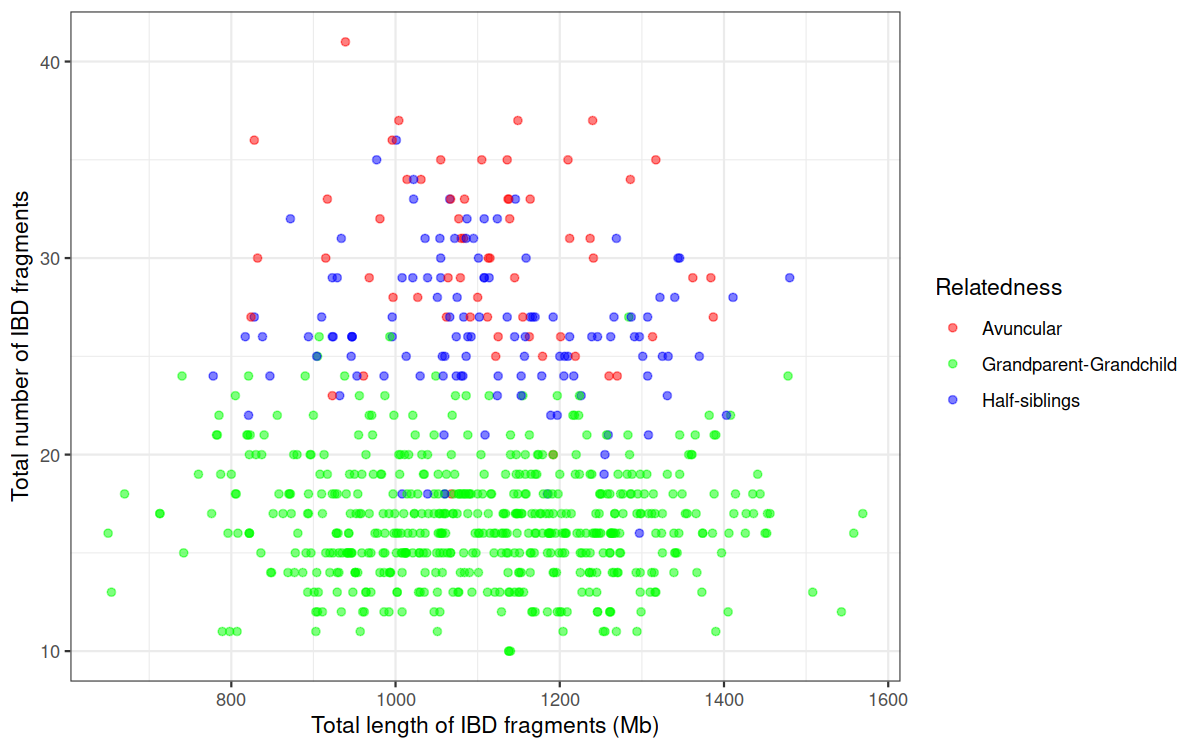 Total number of IBD fragments
40
30
20
10
800
1000
1200
1400
1600
Total length of IBD fragments (Mb)
Relatedness
Avuncular
Grandparent-Grandchild
Half-siblings